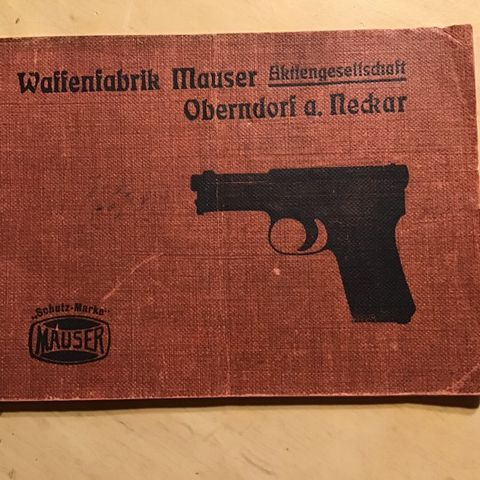 Waffenfabrik Mauser Aktiengesellschaft
Oberndorf a. Neckar
„Schutz-Marke"
MAUSER